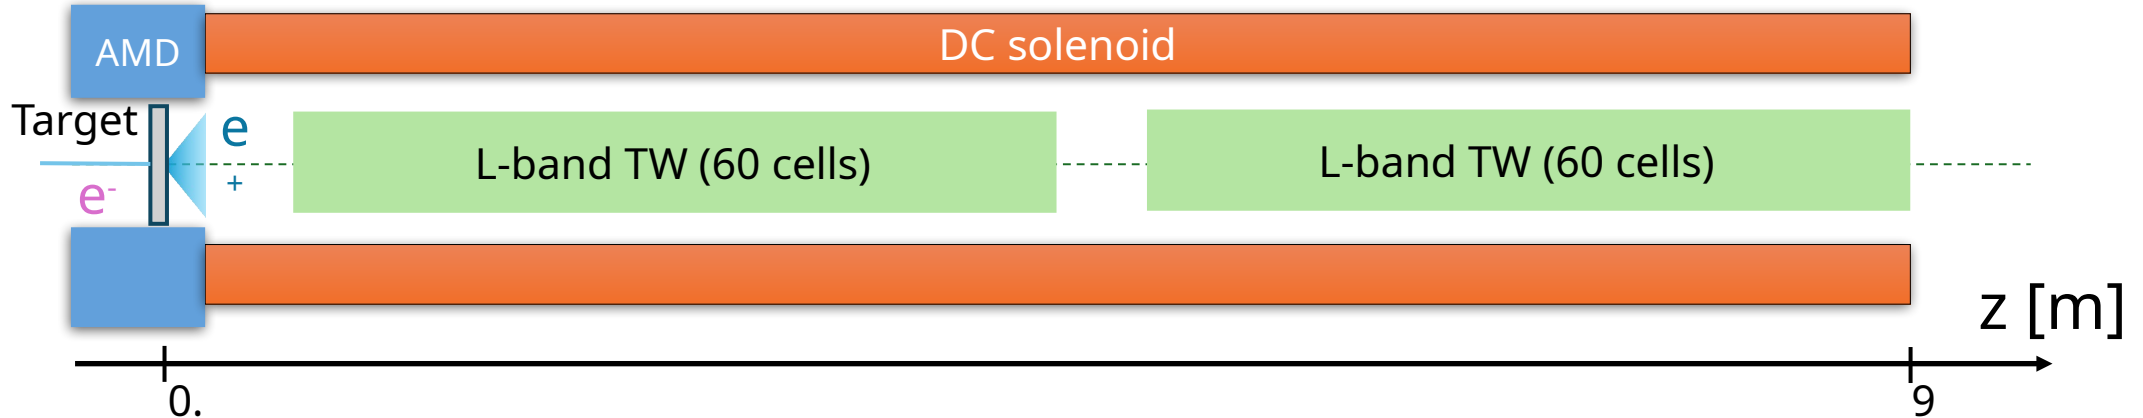 AMD
DC solenoid
Target
e
+
e-
L-band TW (60 cells)
L-band TW (60 cells)
z [m]
0.
9